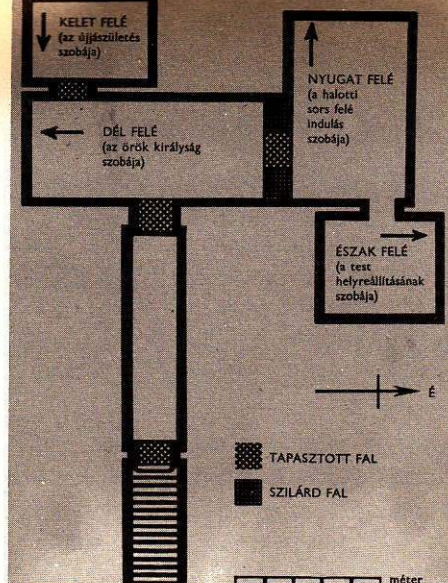 KELET FELÉ
(az újjászületés
szobája)
NYUGAT FELÉ
(a halotti
sors felé
indulás
szobája)
DÉL FELÉ
(az örök királyság
szobája)
ÉSZAK FELÉ
(a test
helyreállításának
szobája)
É
TAPASZTOTT FAL
SZILÁRD FAL
méter